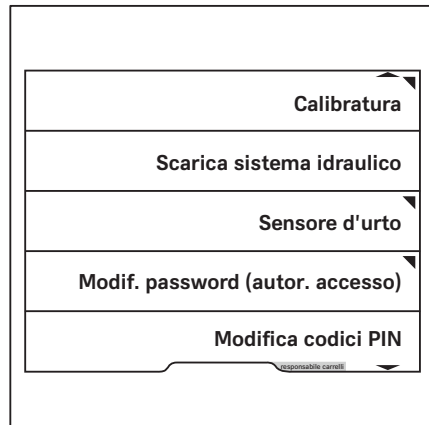 Calibratura
Scarica sistema idraulico
Sensore d'urto
Modif. password (autor. accesso)
Modifica codici PIN
responsabile carrelli